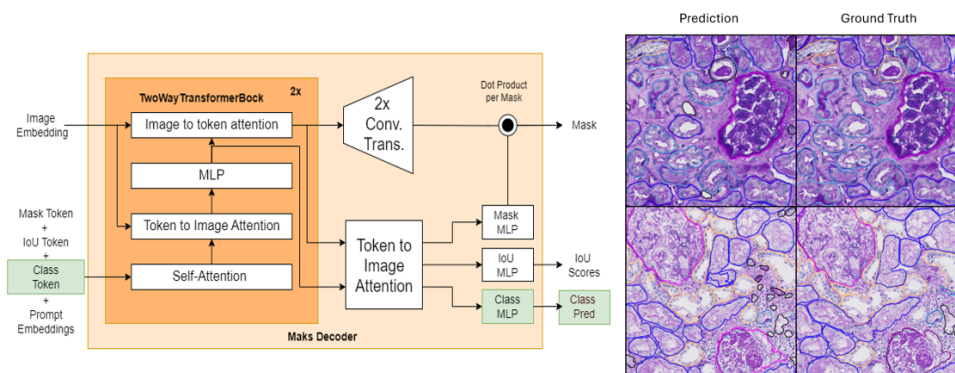 Prediction
Ground Truth
TwoWayTransformerBock
2x
Image
Embedding
Image to token attention
MLP
Token to Image Attention
Self-Attention
Mask Token
+
IoU Token
+
Class
Token
+
Prompt
Embeddings
2x
Conv.
Trans.
Dot Product
per Mask
Mask
Token to
Image
Attention
Mask
MLP
IoU
MLP
IoU
Scores
Class
MLP
Class
Pred
Maks Decoder